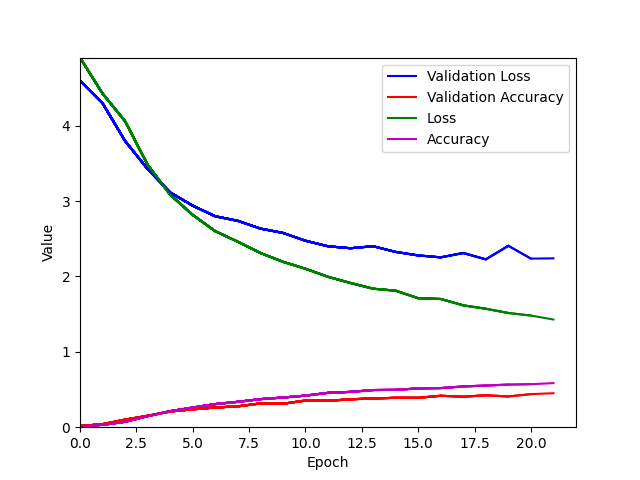 Validation Loss
Validation Accuracy
Loss
Accuracy
4
3
2
1
0
Value
0.0 2.5 5.0 7.5 10.0 12.5 15.0 17.5 20.0
Epoch